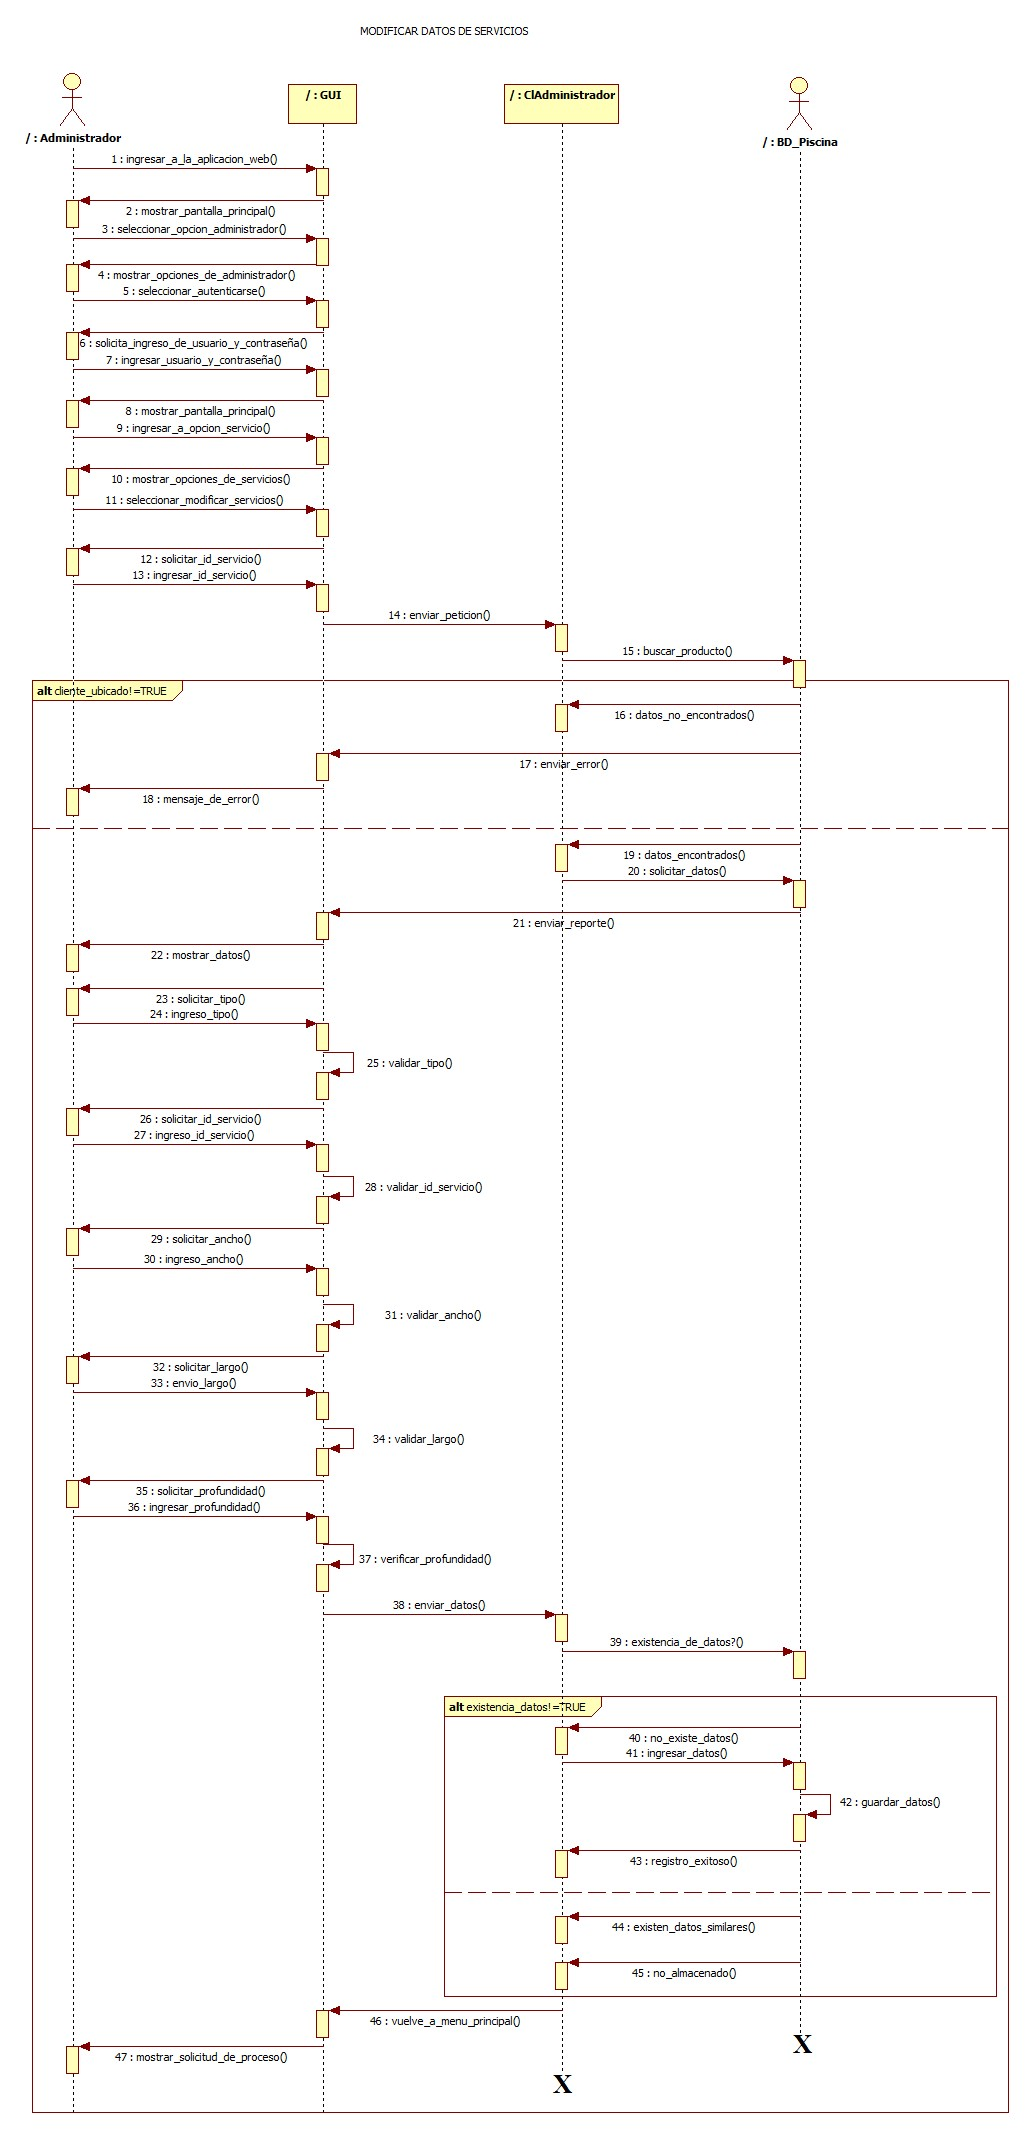 MODIFICAR DATOS DE SERVICIOS
/ : Administrador
/ : GUI
/ : ClAdministrador
/ : BD_Piscina
1 : ingresar_a_la_aplicacion_web()
2 : mostrar_pantalla_principal()
3 : seleccionar_opcion_administrador()
4 : mostrar_opciones_de_administrador()
5 : seleccionar_autenticarse()
6 : solicita_ingreso_de_usuario_y_contraseña()
7 : ingresar_usuario_y_contraseña()
8 : mostrar_pantalla_principal()
9 : ingresar_a_opcion_servicio()
10 : mostrar_opciones_de_servicios()
11 : seleccionar_modificar_servicios()
12 : solicitar_id_servicio()
13 : ingresar_id_servicio()
14 : enviar_peticion()
15 : buscar_producto()
alt cliente_ubicado!=TRUE
16 : datos_no_encontrados()
17 : enviar_error()
18 : mensaje_de_error()
19 : datos_encontrados()
20 : solicitar_datos()
21 : enviar_reporte()
22 : mostrar_datos()
23 : solicitar_tipo()
24 : ingreso_tipo()
25 : validar_tipo()
26 : solicitar_id_servicio()
27 : ingreso_id_servicio()
28 : validar_id_servicio()
29 : solicitar_ancho()
30 : ingreso_ancho()
31 : validar_ancho()
32 : solicitar_largo()
33 : envio_largo()
34 : validar_largo()
35 : solicitar_profundidad()
36 : ingresar_profundidad()
37 : verificar_profundidad()
38 : enviar_datos()
39 : existencia_de_datos?()
alt existencia_datos!=TRUE
40 : no_existe_datos()
41 : ingresar_datos()
42 : guardar_datos()
43 : registro_exitoso()
44 : existen_datos_similares()
45 : no_almacenado()
46 : vuelve_a_menu_principal()
X
47 : mostrar_solicitud_de_proceso()
X